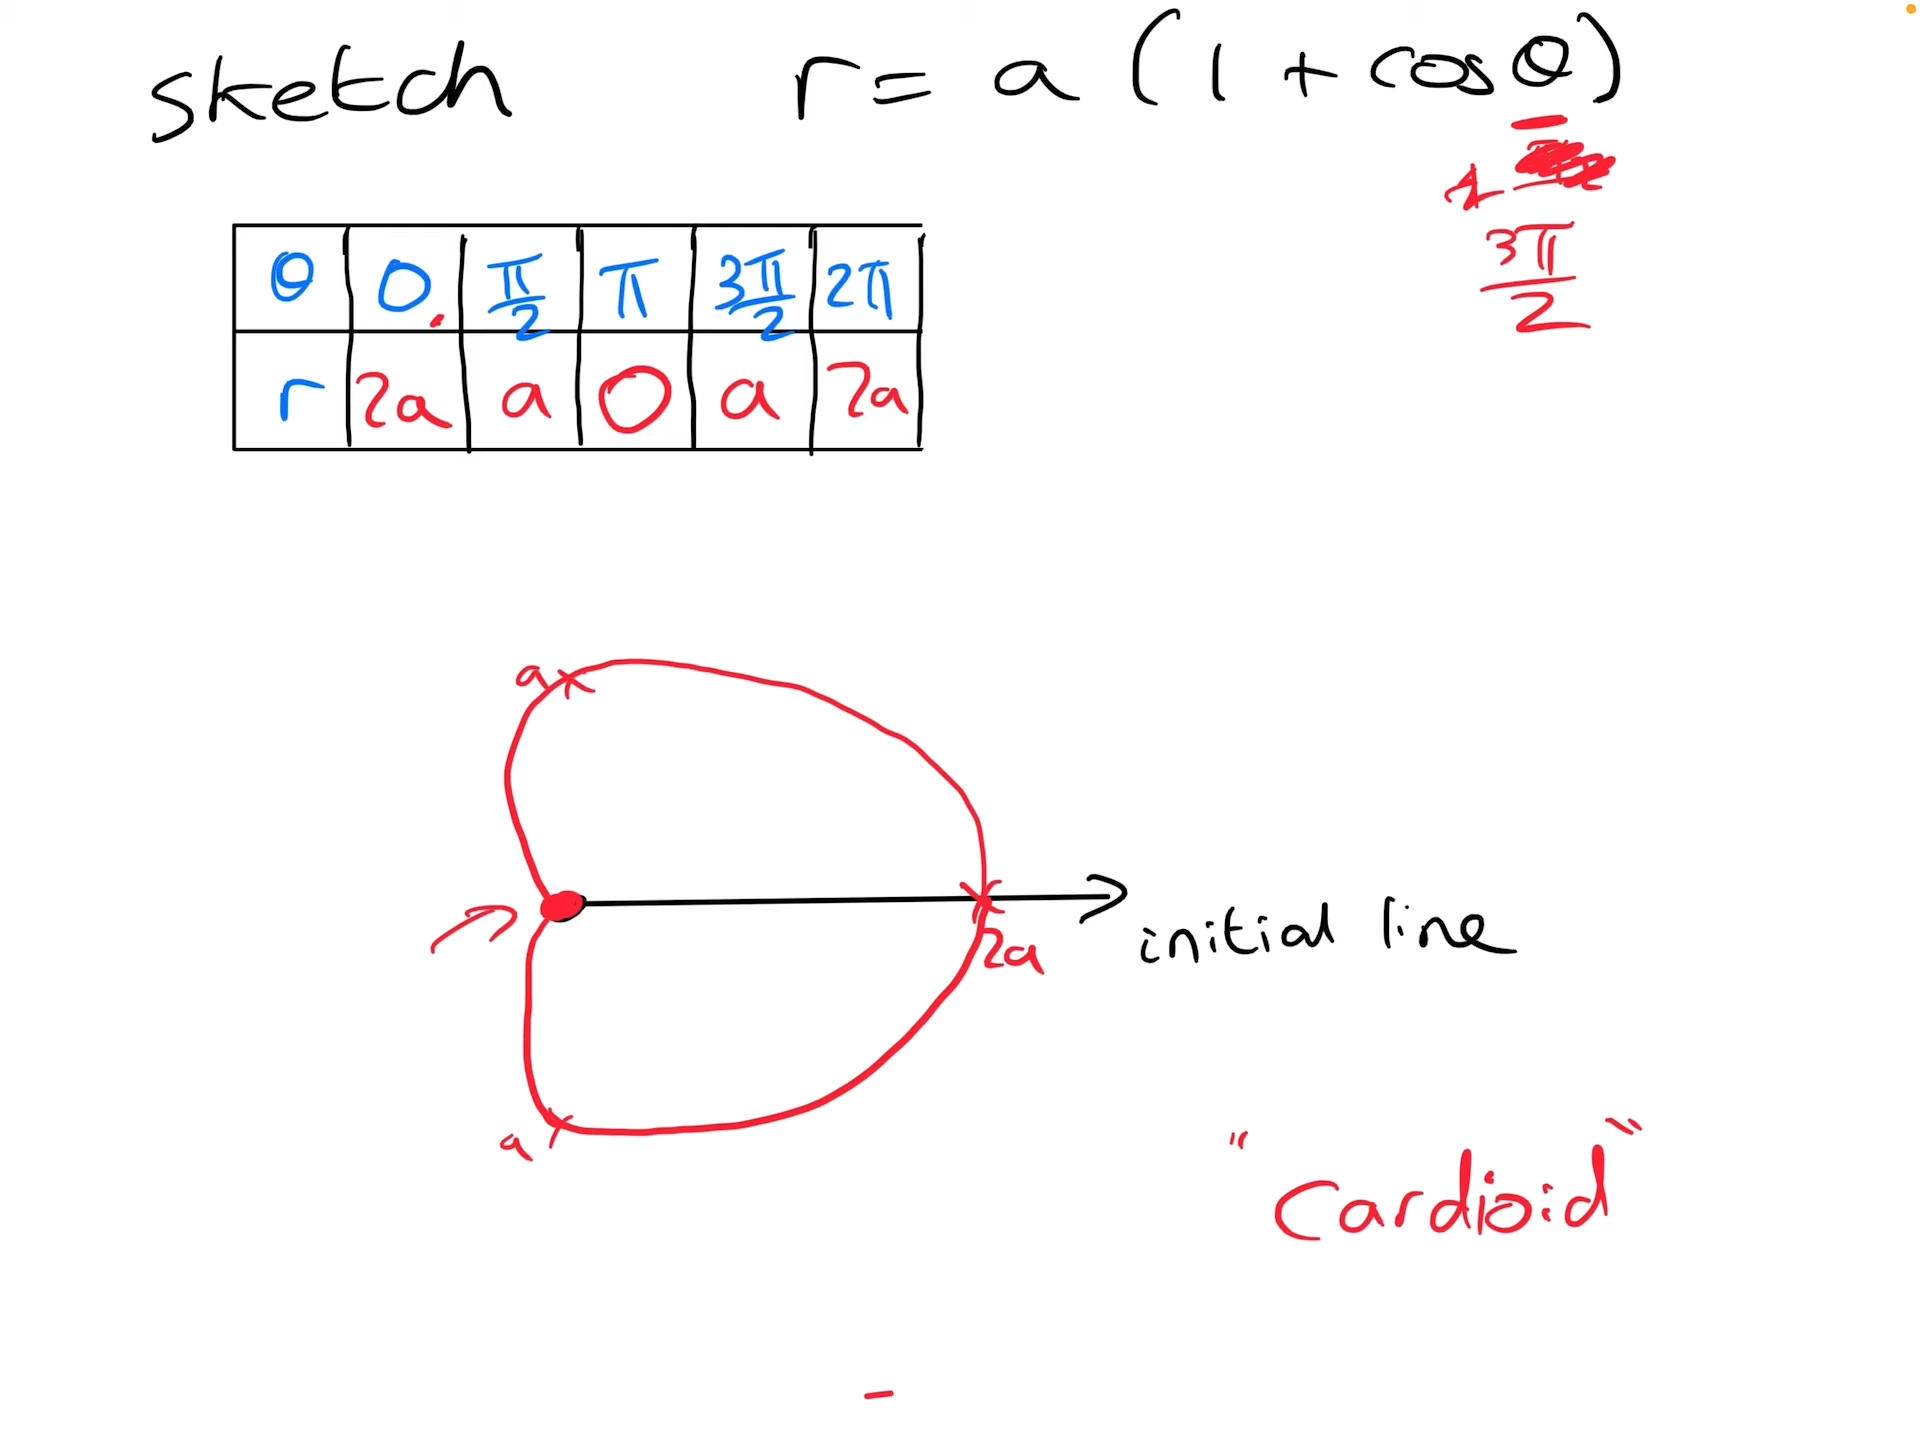 sketch r = a (1 + cosθ)
3π/2
θ 0 π/2 π 3π/2 2π
r 2a a 0 a 2a
a
initial line
2a
a
"Cardioid"